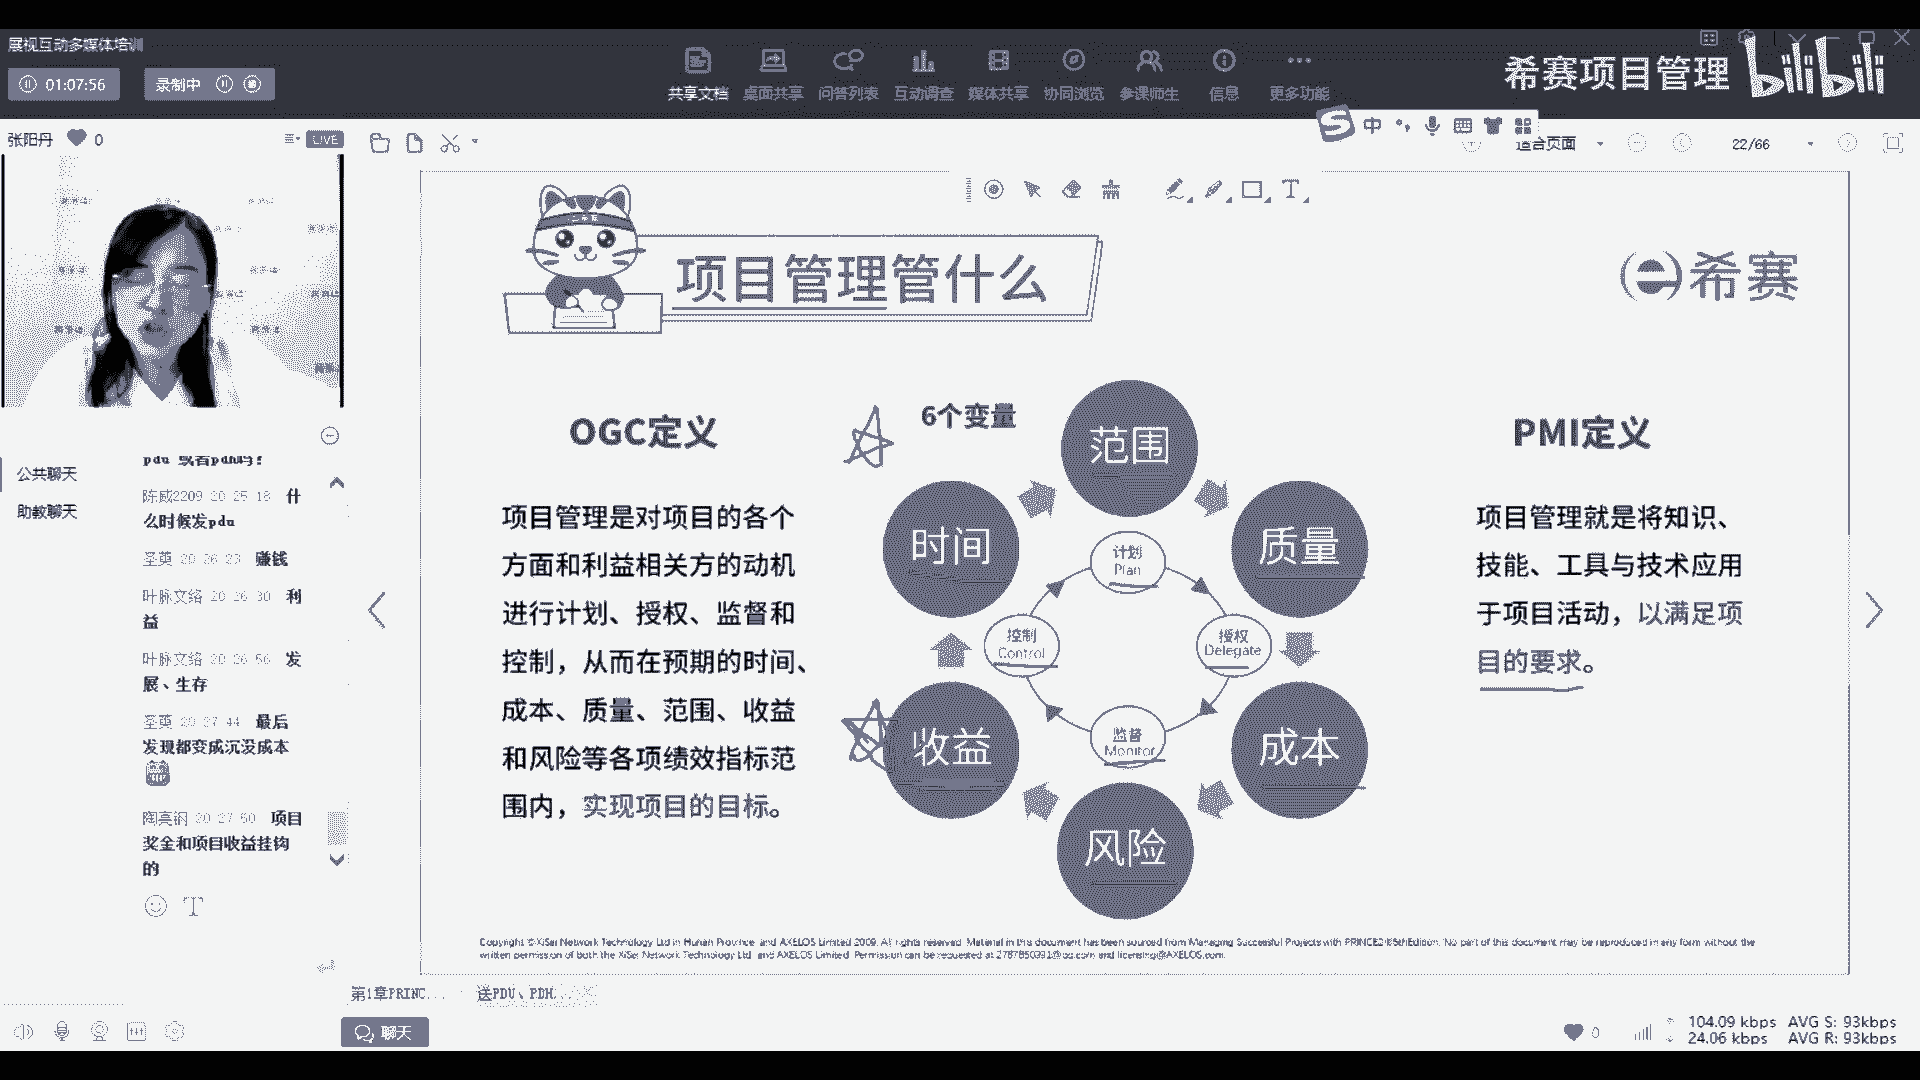 展视互动多媒体培训
01:07:56
录制中
共享文档
桌面共享
问答列表
互动调查
媒体共享
协同浏览
参课师生
信息
更多功能
希赛项目管理
bilibili
中
张阳丹
0
LIVE
适合页面
22/66
项目管理管什么
希赛
公共聊天
助教聊天
陈威2209 20:25:18 什
么时候发pdu
圣英 20:26:23 赚钱
叶脉文络 20:26:30 利
益
叶脉文络 20:26:56 发
展、生存
圣英 20:27:44 最后
发现都变成沉没成本
陶亮钢 20:27:50 项目
奖金和项目收益挂钩
的
OGC定义
项目管理是对项目的各个
方面和利益相关方的动机
进行计划、授权、监督和
控制，从而在预期的时间、
成本、质量、范围、收益
和风险等各项绩效指标范
围内，实现项目的目标。
6个变量
范围
质量
成本
风险
收益
时间
计划
Plan
授权
Delegate
监督
Monitor
控制
Control
PMI定义
项目管理就是将知识、
技能、工具与技术应用
于项目活动，以满足项
目的要求。
Copyright © XiSai Network Technology Ltd in Hunan Province and AXELOS Limited 2009. All rights reserved. Material in this document has been sourced from Managing Successful Projects with PRINCE2 ®5thEdition. No part of this document may be reproduced in any form without the
written permission of both the XiSai Network Technology Ltd. and AXELOS Limited. Permission can be requested at and licensing@AXELOS.com.
第1章PRINC...
送PDU、PDH
聊天
0
104.09 kbps AVG S: 93kbps
24.06 kbps AVG R: 93kbps